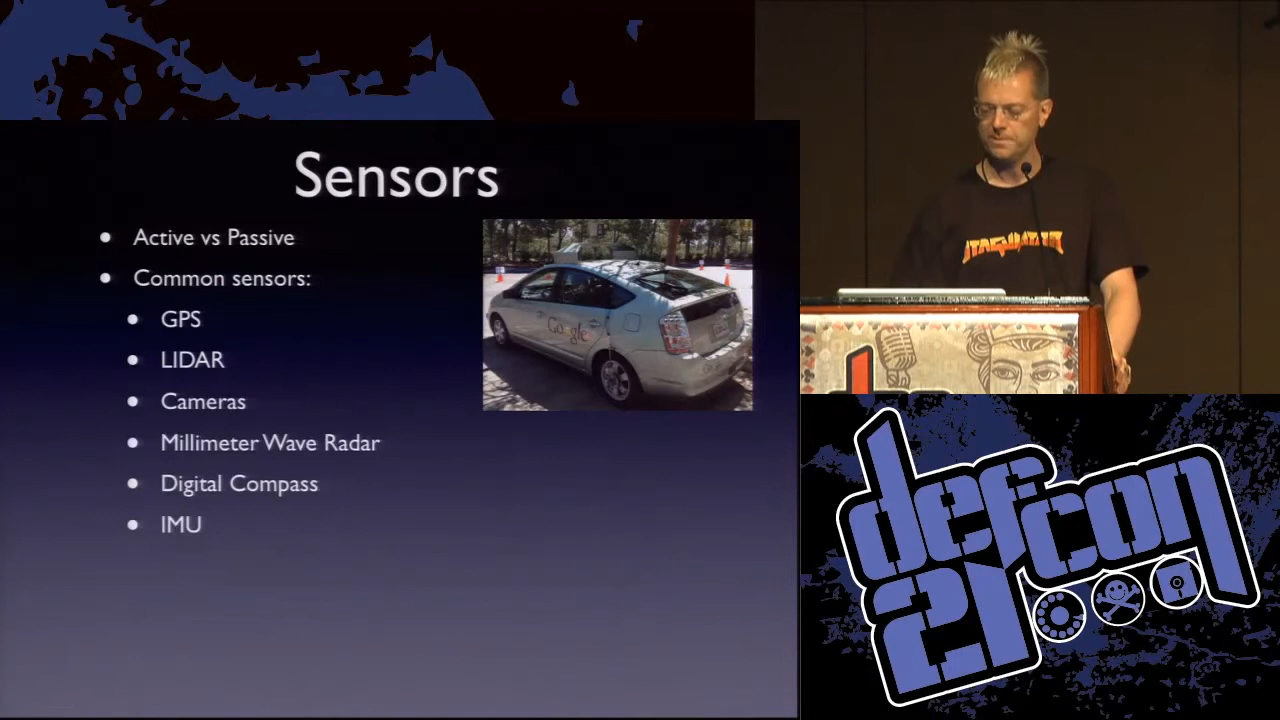 Sensors
Active vs Passive
Common sensors:
GPS
LIDAR
Cameras
Millimeter Wave Radar
Digital Compass
IMU
Google
defcon
21